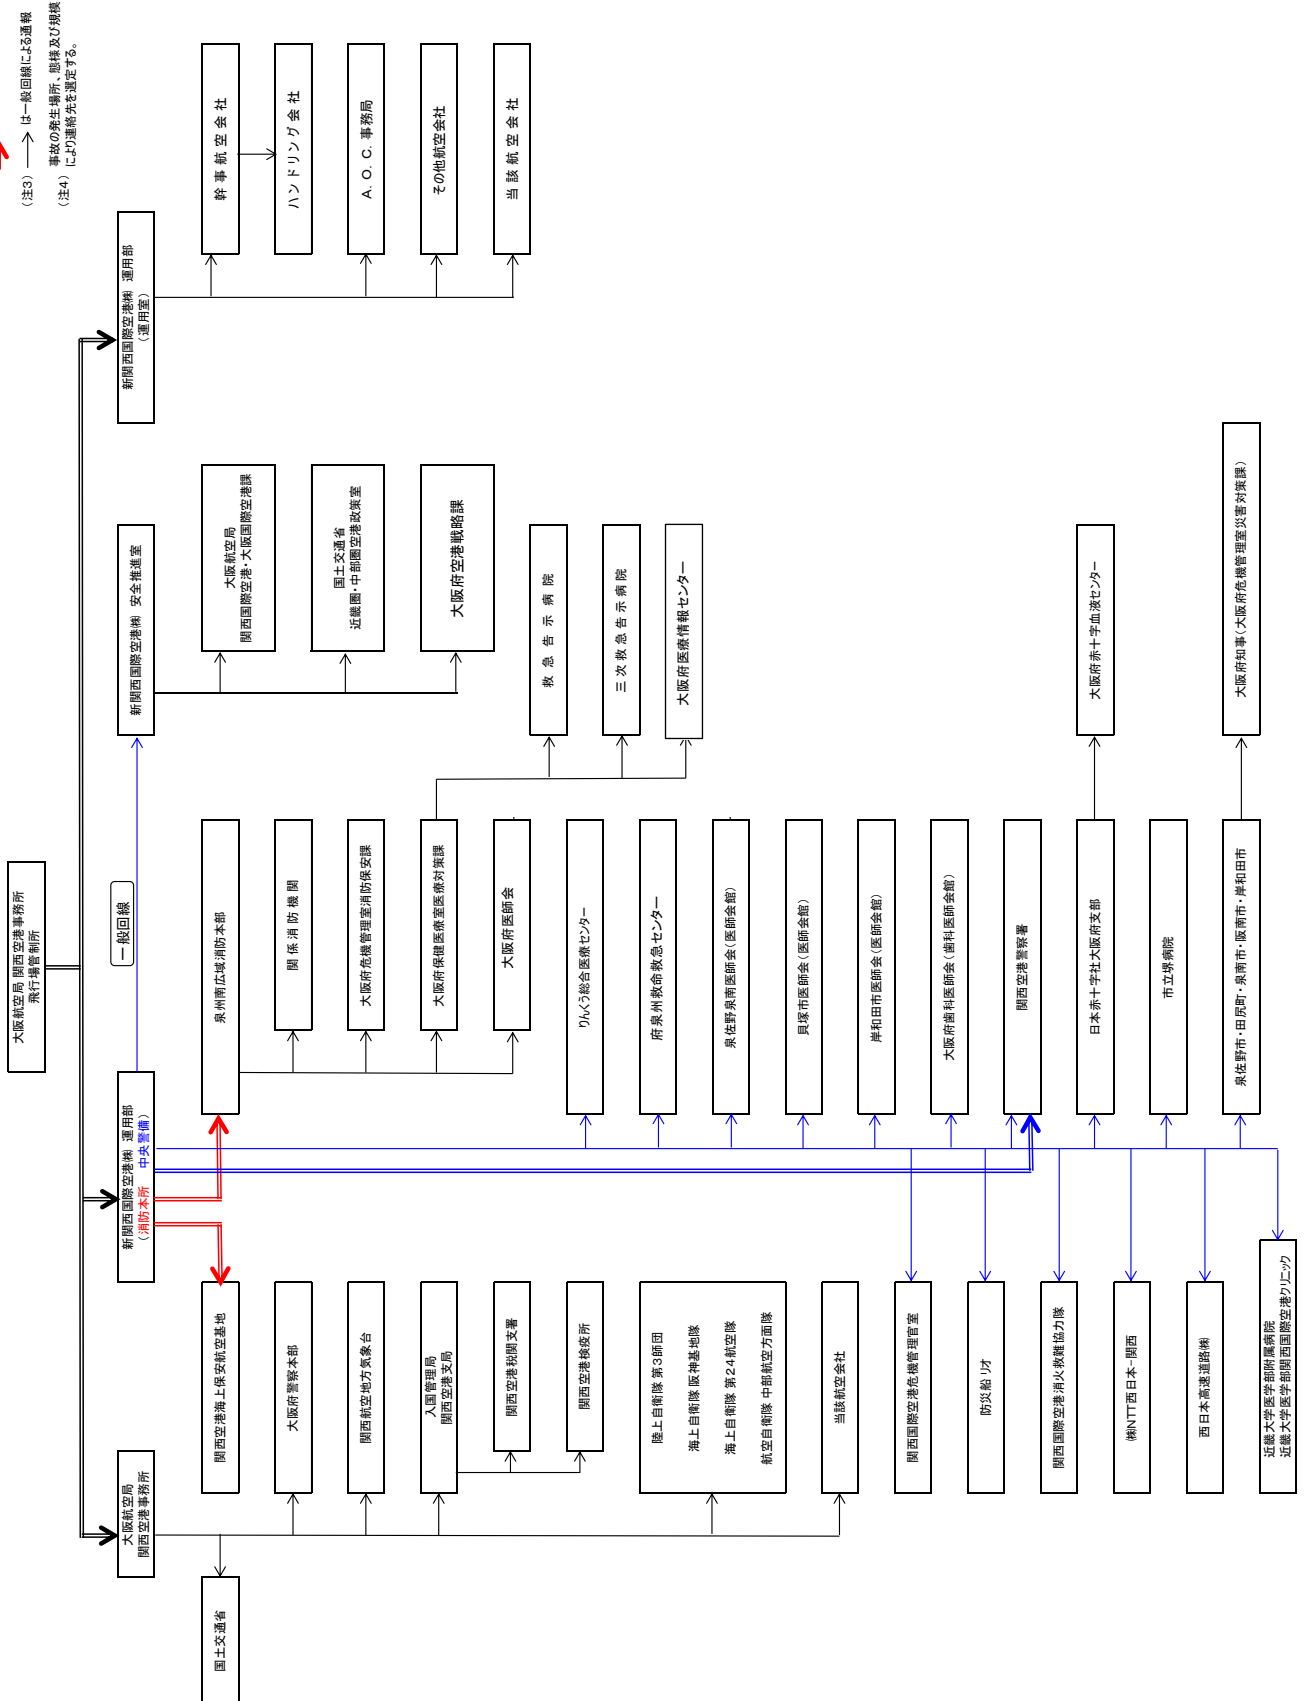 （注3） ──→ は一般回線による通報
（注4） 事故の発生場所、態様及び規模
により連絡先を選定する。
大阪航空局 関西空港事務所
飛行場管制所
一般回線
新関西国際空港㈱ 運用部
（運用室）
幹事航空会社
ハンドリング会社
A. O. C. 事務局
その他航空会社
当該航空会社
新関西国際空港㈱ 安全推進室
大阪航空局
関西国際空港・大阪国際空港課
国土交通省
近畿圏・中部圏空港政策室
大阪府空港戦略課
新関西国際空港㈱ 運用部
（消防本所 中央警備）
泉州南広域消防本部
関係消防機関
大阪府危機管理室消防保安課
大阪府保健医療室医療対策課
大阪府医師会
救急告示病院
三次救急告示病院
大阪府医療情報センター
りんくう総合医療センター
府泉州救命救急センター
泉佐野泉南医師会（医師会館）
貝塚市医師会（医師会館）
岸和田市医師会（医師会館）
大阪府歯科医師会（歯科医師会館）
関西空港警察署
日本赤十字社大阪府支部
大阪府赤十字血液センター
市立堺病院
泉佐野市・田尻町・泉南市・阪南市・岸和田市
大阪府知事（大阪府危機管理室災害対策課）
関西空港海上保安航空基地
大阪府警察本部
関西航空地方気象台
入国管理局
関西空港支局
関西空港税関支署
関西空港検疫所
陸上自衛隊 第3師団
海上自衛隊 阪神基地隊
海上自衛隊 第24航空隊
航空自衛隊 中部航空方面隊
当該航空会社
関西国際空港危機管理官室
防災船 リオ
関西国際空港消火救難協力隊
㈱NTT西日本−関西
西日本高速道路㈱
近畿大学医学部附属病院
近畿大学医学部関西国際空港クリニック
大阪航空局
関西空港事務所
国土交通省